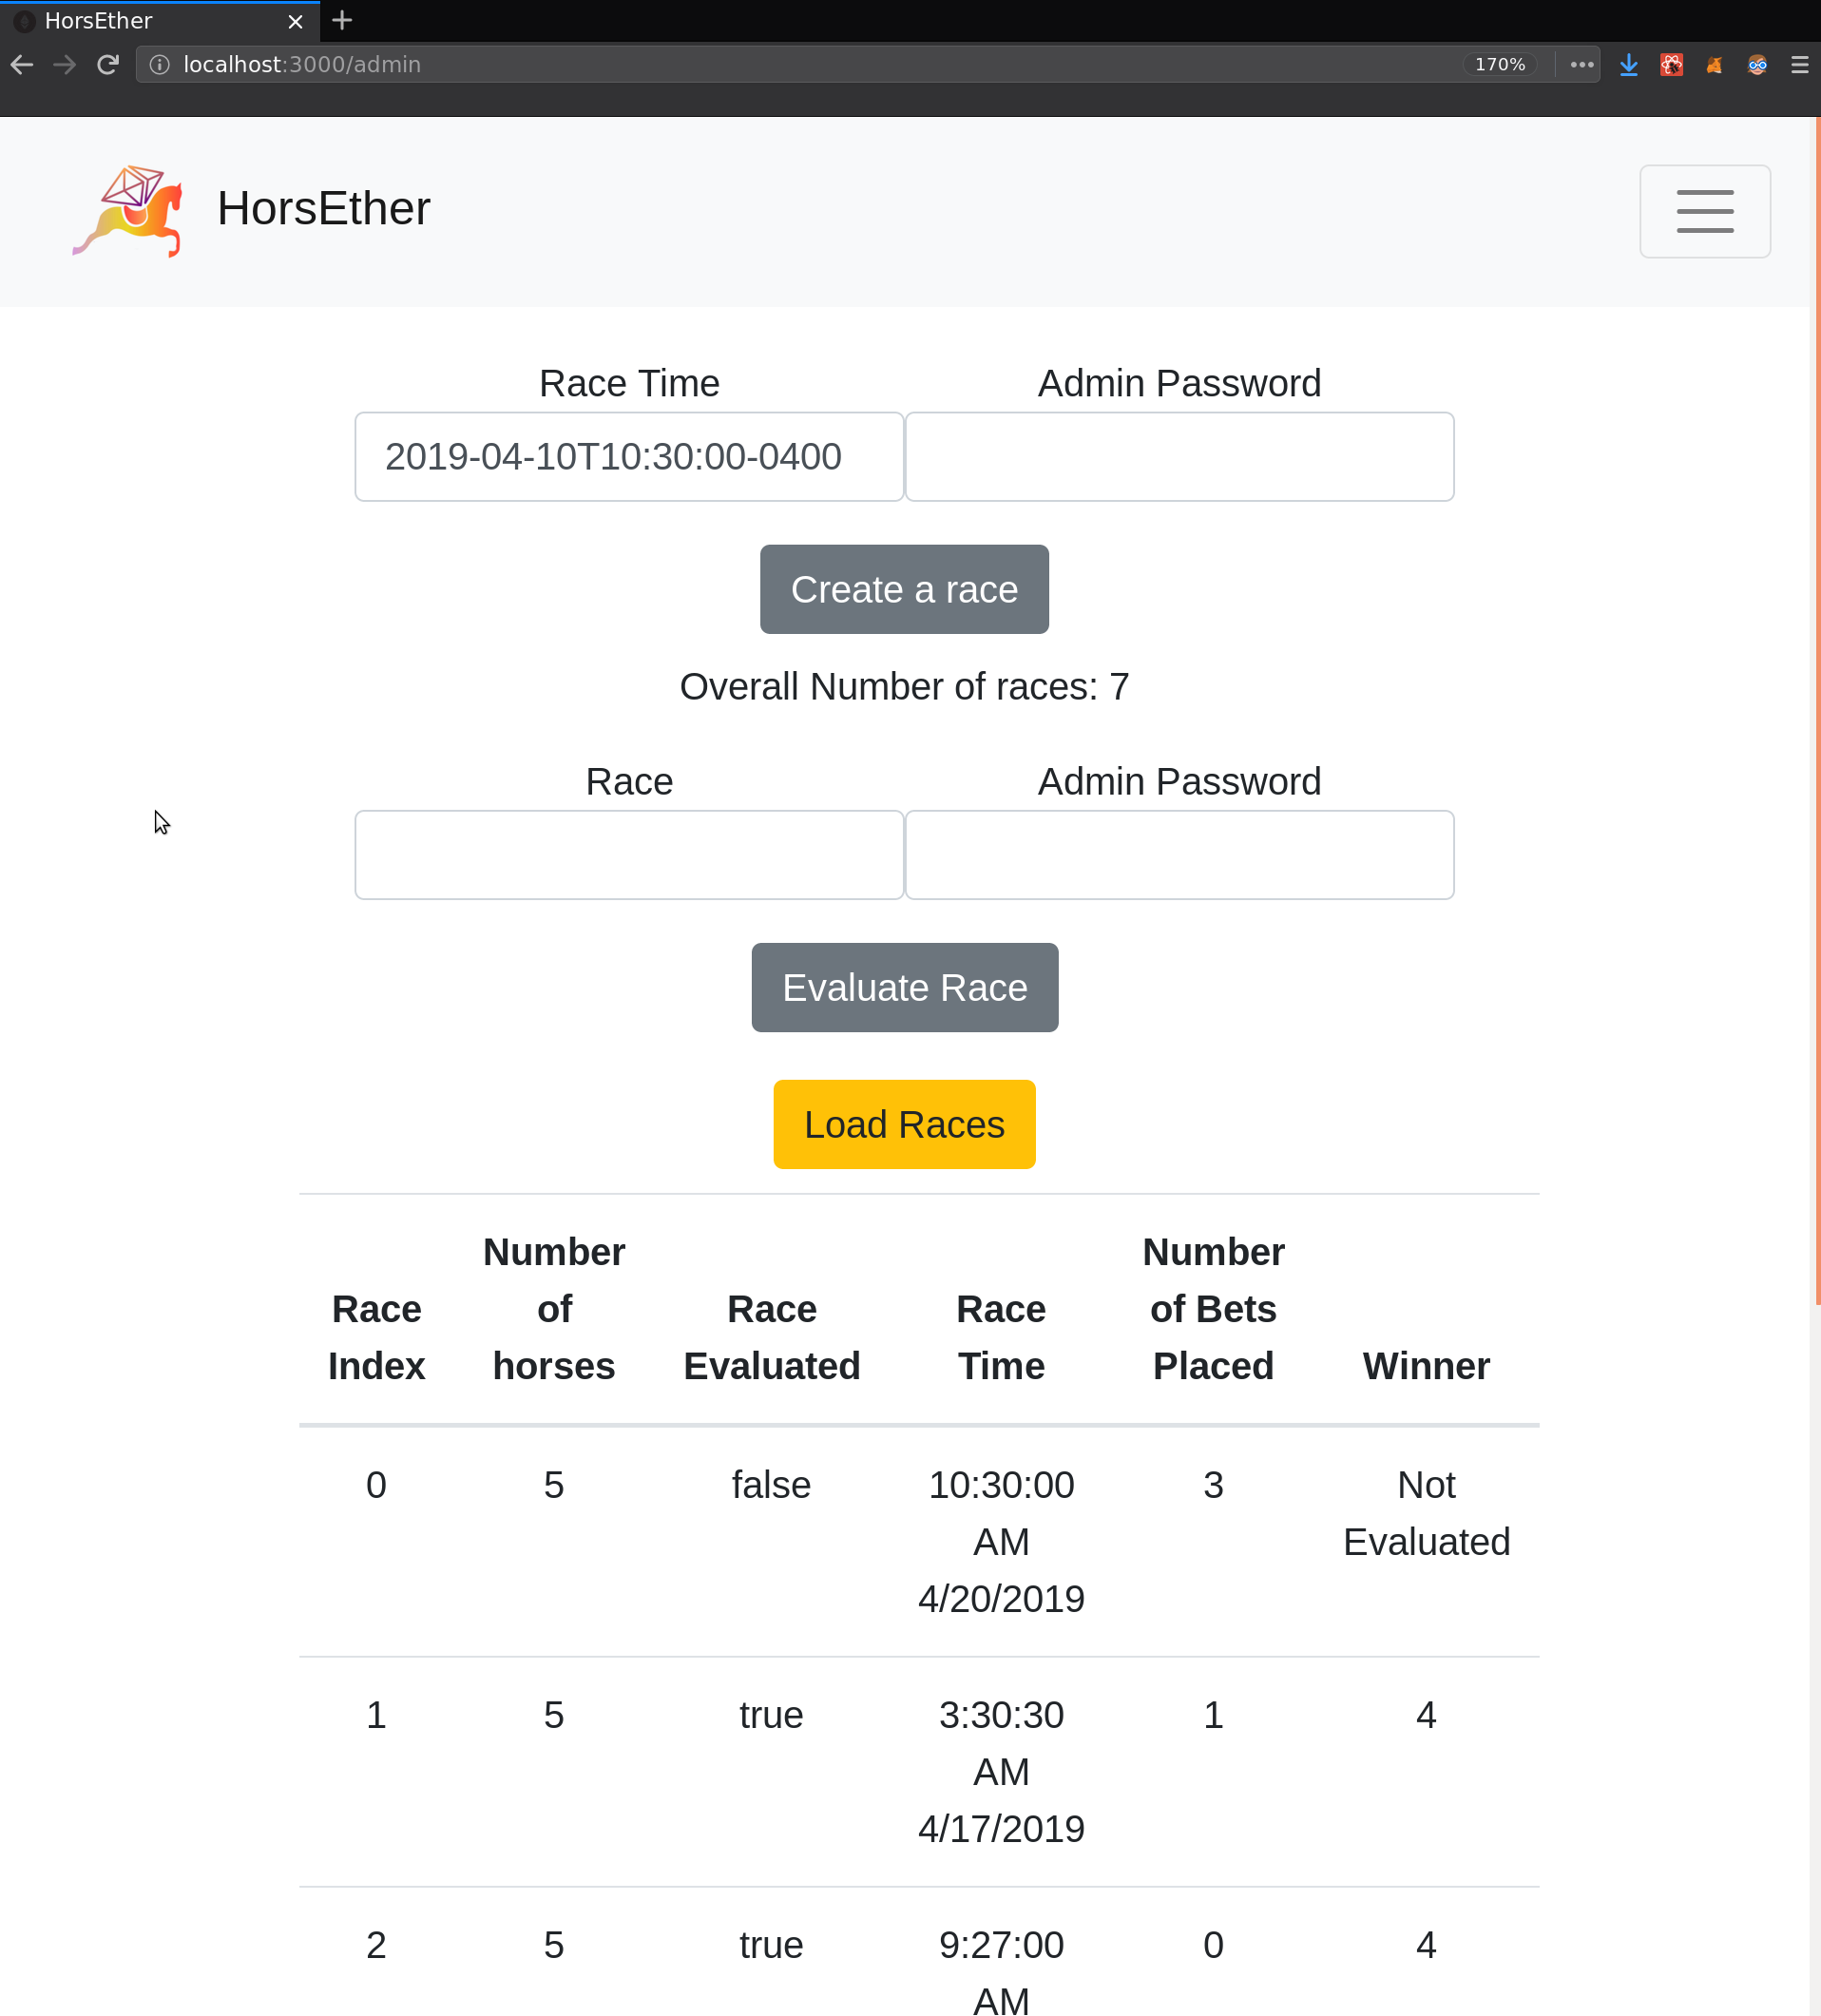 HorsEther
localhost:3000/admin
170%
HorsEther
Race Time
Admin Password
2019-04-10T10:30:00-0400
Create a race
Overall Number of races: 7
Race
Admin Password
Evaluate Race
Load Races
Race Index
Number of horses
Race Evaluated
Race Time
Number of Bets Placed
Winner
0
5
false
10:30:00 AM 4/20/2019
3
Not Evaluated
1
5
true
3:30:30 AM 4/17/2019
1
4
2
5
true
9:27:00 AM
0
4